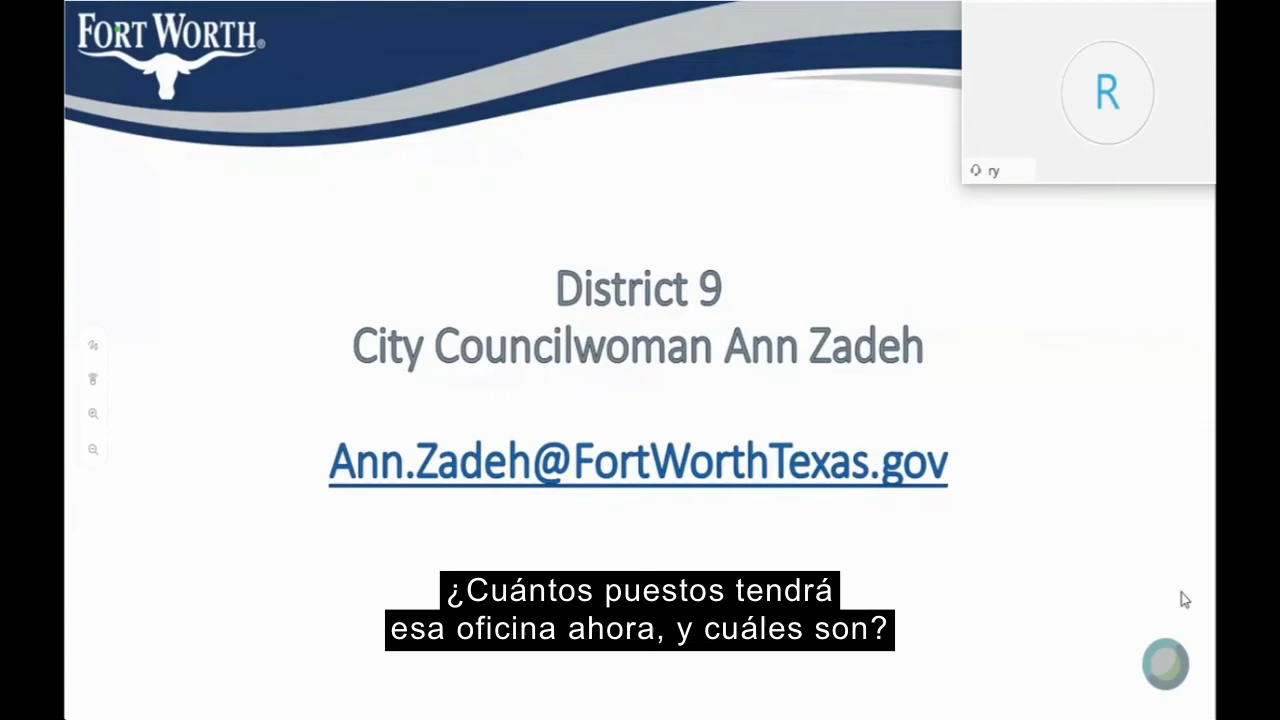 FORT WORTH®
R
ry
District 9
City Councilwoman Ann Zadeh
Ann.Zadeh@FortWorthTexas.gov
¿Cuántos puestos tendrá
esa oficina ahora, y cuáles son?